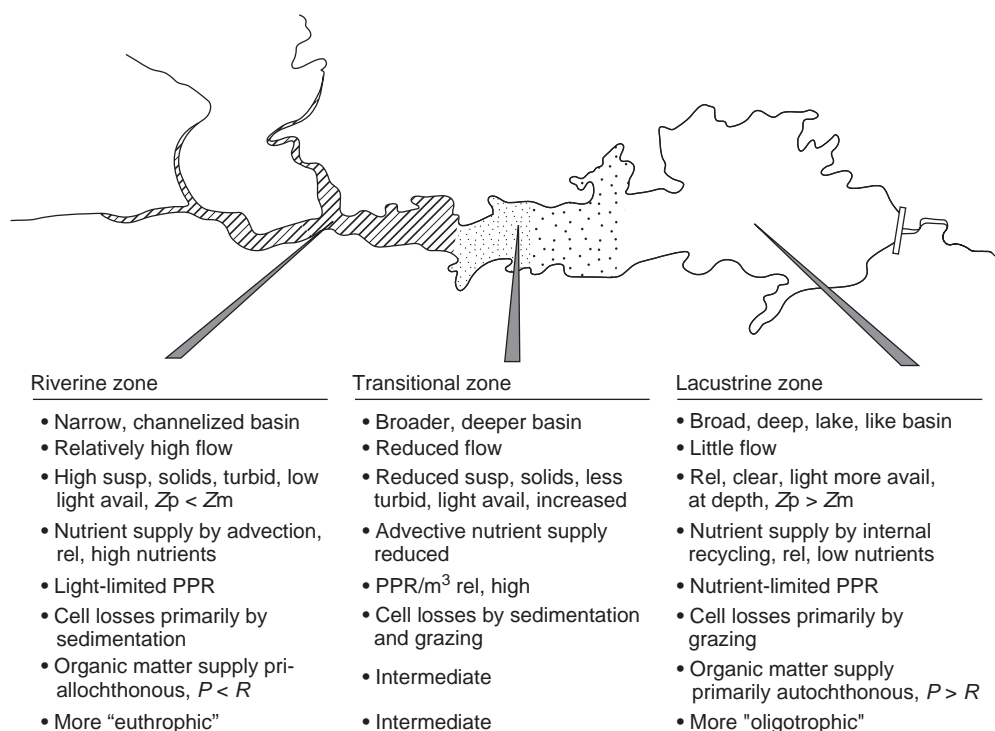 Riverine zone
• Narrow, channelized basin
• Relatively high flow
• High susp, solids, turbid, low
light avail, Zp < Zm
• Nutrient supply by advection,
rel, high nutrients
• Light-limited PPR
• Cell losses primarily by
sedimentation
• Organic matter supply pri-
allochthonous, P < R
• More “euthrophic”
Transitional zone
• Broader, deeper basin
• Reduced flow
• Reduced susp, solids, less
turbid, light avail, increased
• Advective nutrient supply
reduced
• PPR/m³ rel, high
• Cell losses by sedimentation
and grazing
• Intermediate
• Intermediate
Lacustrine zone
• Broad, deep, lake, like basin
• Little flow
• Rel, clear, light more avail,
at depth, Zp > Zm
• Nutrient supply by internal
recycling, rel, low nutrients
• Nutrient-limited PPR
• Cell losses primarily by
grazing
• Organic matter supply
primarily autochthonous, P > R
• More "oligotrophic"